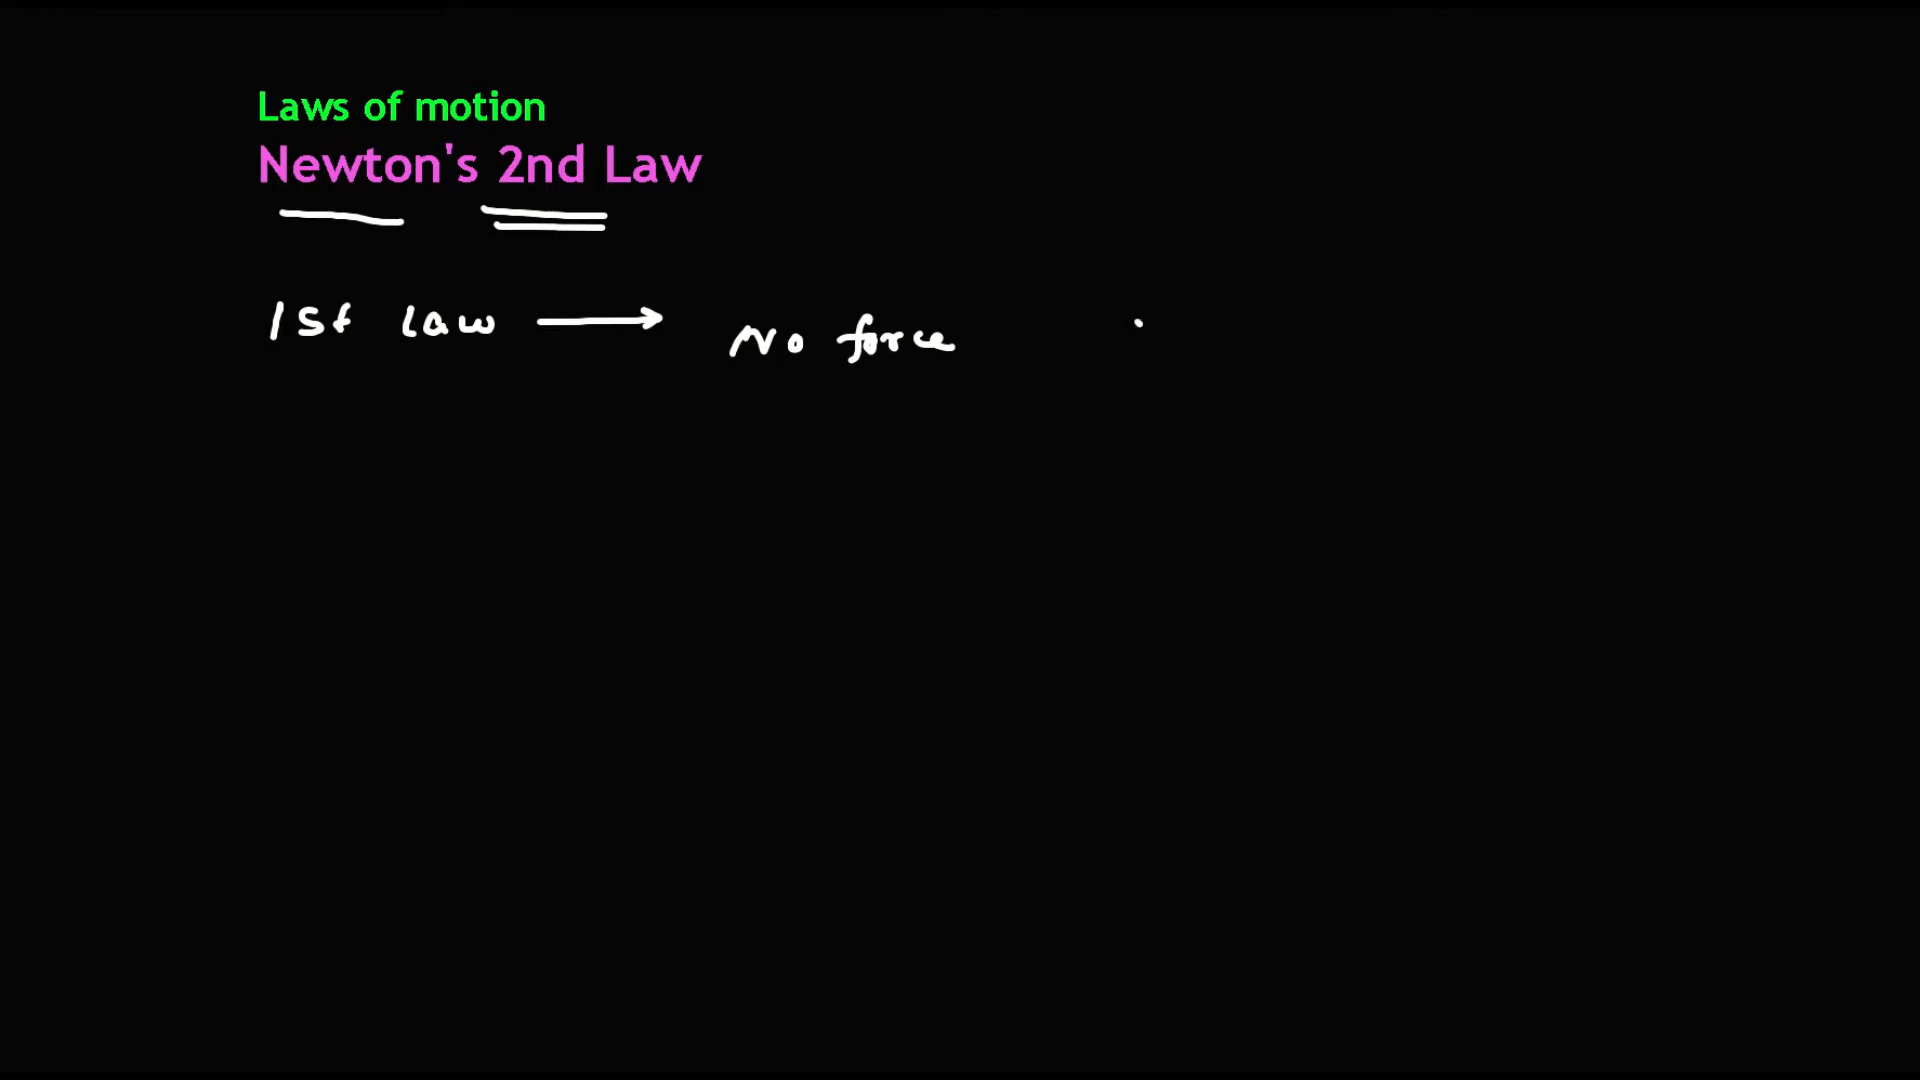 Laws of motion
Newton's 2nd Law
1st law → No force